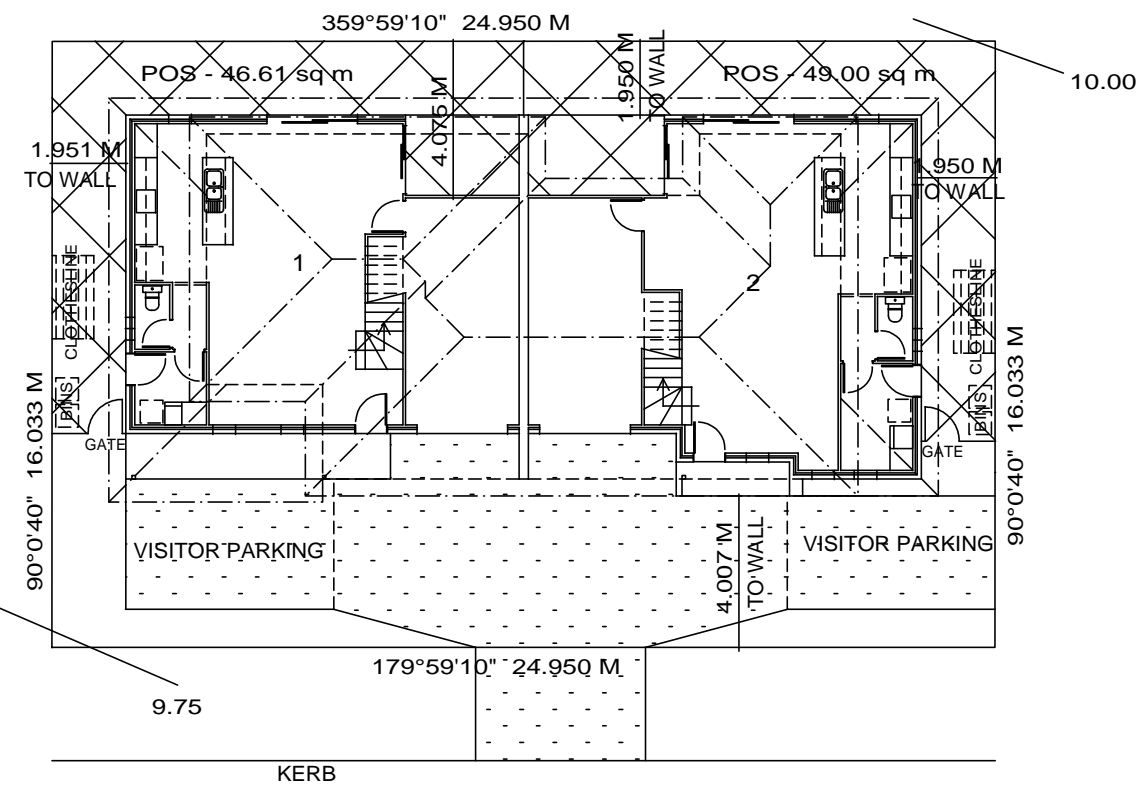 359°59'10" 24.950 M
10.00
POS - 46.61 sq m
POS - 49.00 sq m
4.075 M
1.950 M
TO WALL
1.951 M
TO WALL
1.950 M
TO WALL
1
2
CLOTHESLINE
CLOTHESLINE
BINS
BINS
GATE
GATE
90°0'40" 16.033 M
90°0'40" 16.033 M
VISITOR PARKING
VISITOR PARKING
4.007 M
TO WALL
179°59'10" 24.950 M
9.75
KERB